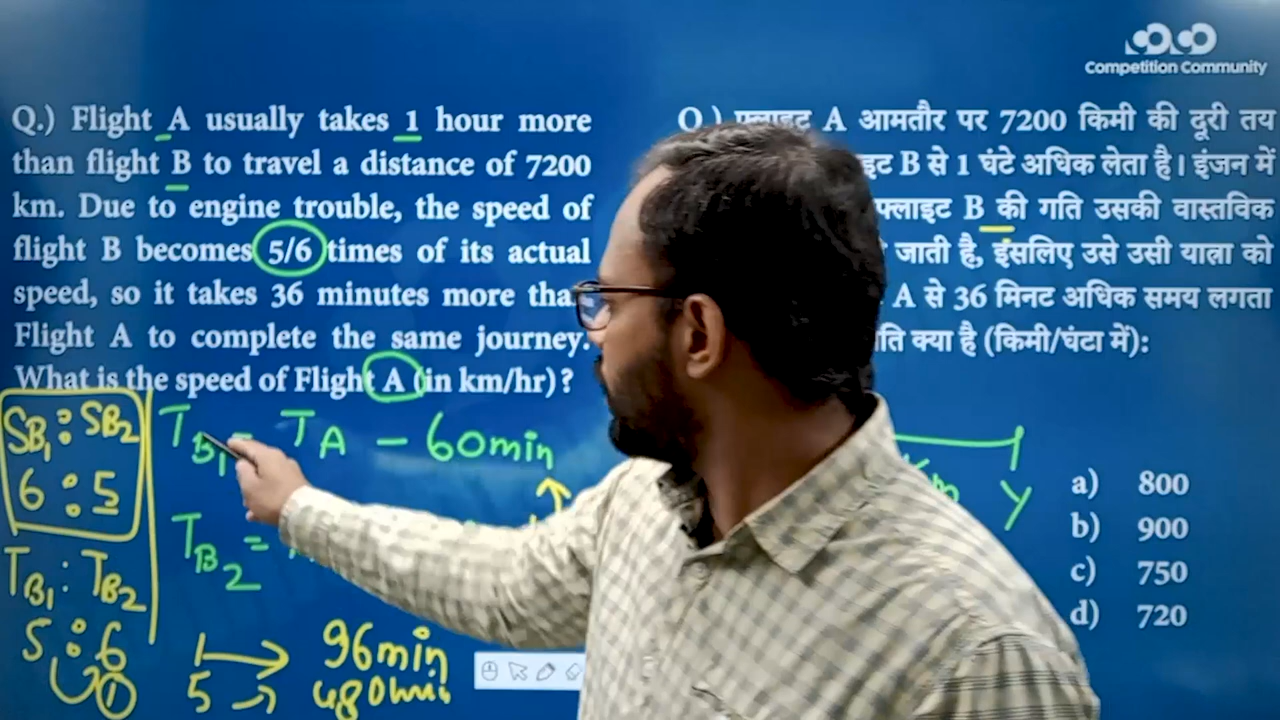 Competition Community
Q.) Flight A usually takes 1 hour more
than flight B to travel a distance of 7200
km. Due to engine trouble, the speed of
flight B becomes 5/6 times of its actual
speed, so it takes 36 minutes more
Flight A to complete the same journey.
What is the speed of Flight A (in km/hr)?
A आमतौर पर 7200 किमी की दूरी तय
B से 1 घंटे अधिक लेता है। इंजन में
B की गति उसकी वास्तविक
जाती है, इसलिए उसे उसी यात्रा को
A से 36 मिनट अधिक समय लगता
क्या है (किमी/घंटा में):
SB1 : SB2
6 : 5
TB1 : TB2
5 : 6
1
TB1 = TA - 60min
TB2 =
1 → 96min
5 → 480min
Y
a) 800
b) 900
c) 750
d) 720